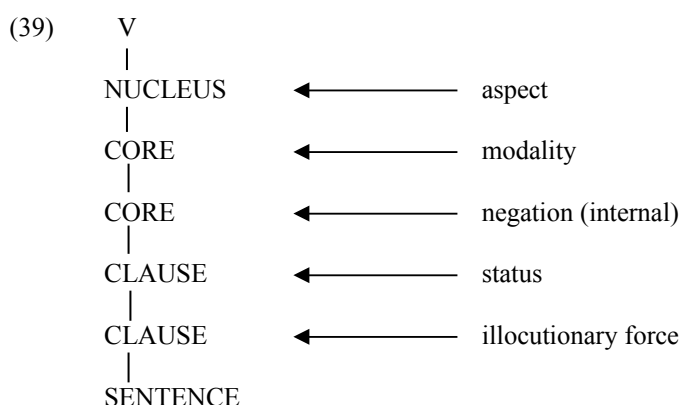 (39) V
NUCLEUS aspect
CORE modality
CORE negation (internal)
CLAUSE status
CLAUSE illocutionary force
SENTENCE